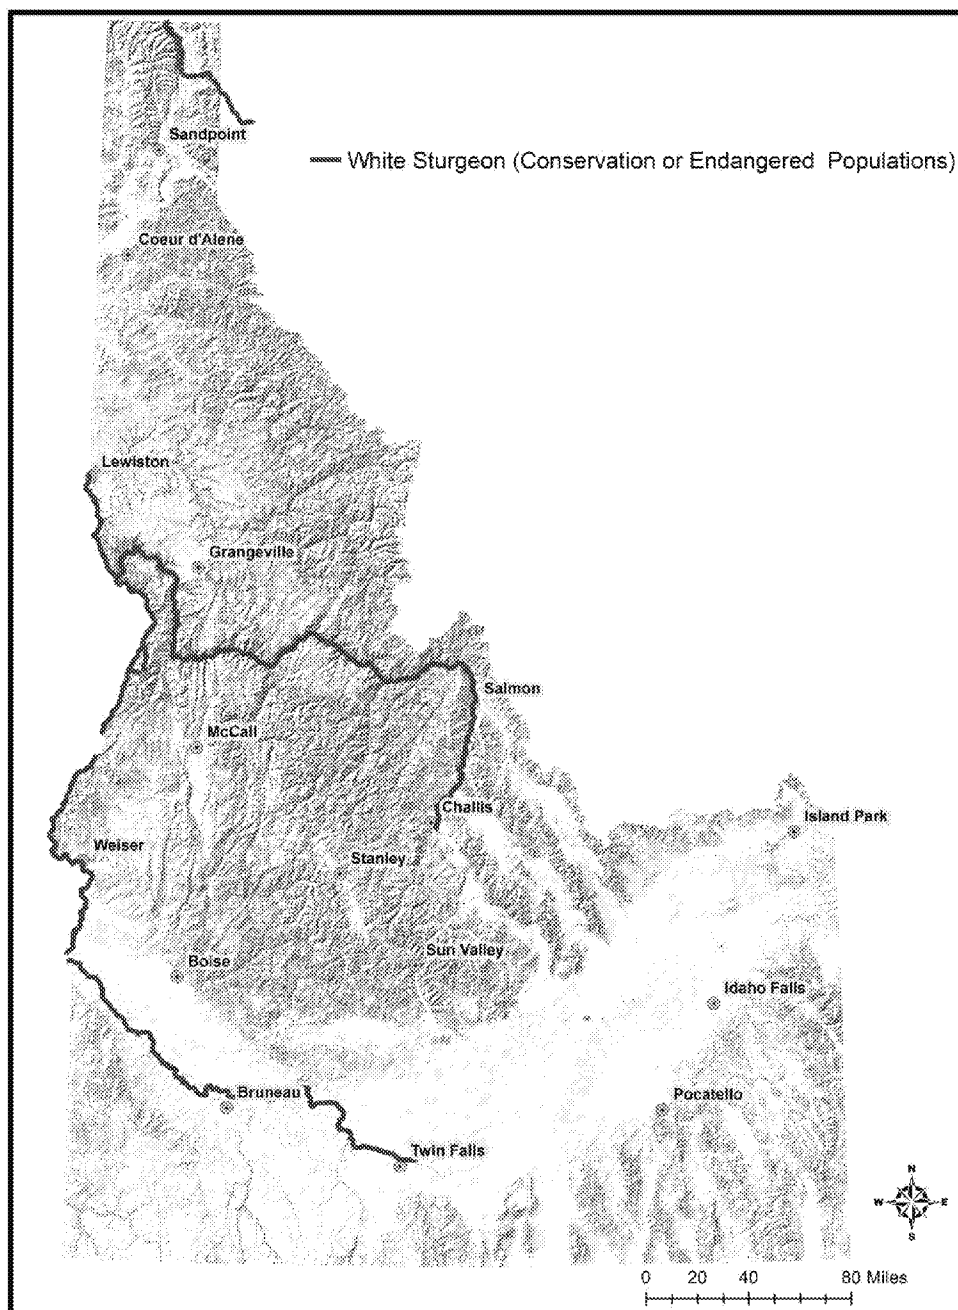 Sandpoint
White Sturgeon (Conservation or Endangered Populations)
Coeur d'Alene
Lewiston
Grangeville
Salmon
McCall
Challis
Island Park
Weiser
Stanley
Sun Valley
Boise
Idaho Falls
Bruneau
Pocatello
Twin Falls
N
W E
S
0 20 40 80 Miles